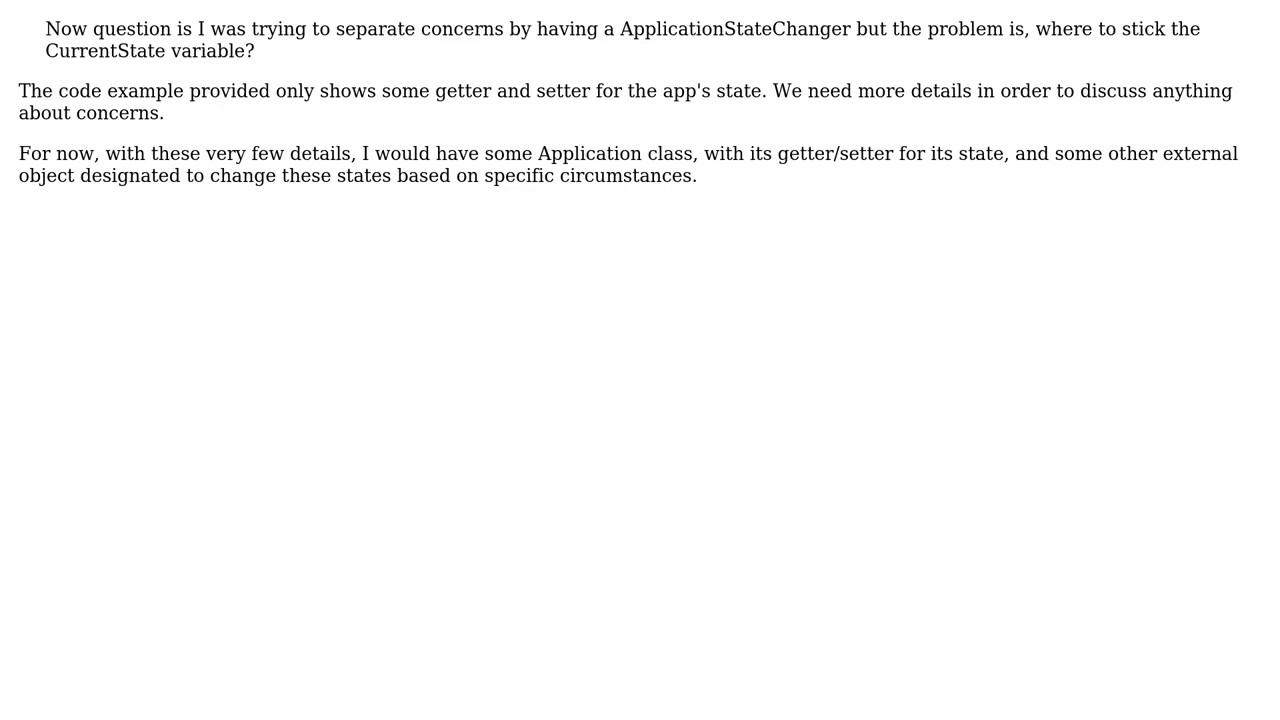 Now question is I was trying to separate concerns by having a ApplicationStateChanger but the problem is, where to stick the
CurrentState variable?
The code example provided only shows some getter and setter for the app's state. We need more details in order to discuss anything
about concerns.
For now, with these very few details, I would have some Application class, with its getter/setter for its state, and some other external
object designated to change these states based on specific circumstances.